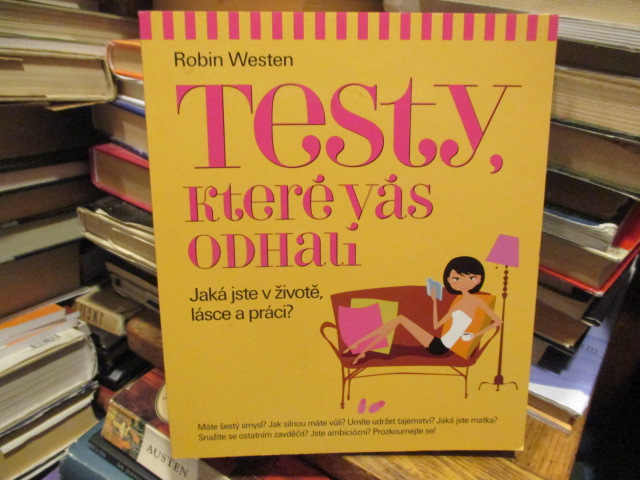 Robin Westen
Testy,
které vás
odhalí
Jaká jste v životě,
lásce a práci?
Máte šestý smysl? Jak silnou máte vůli? Umíte udržet tajemství? Jaká jste matka?
Snažíte se ostatním zavděčit? Jste ambiciózní? Prozkoumejte se!
AUSTEN